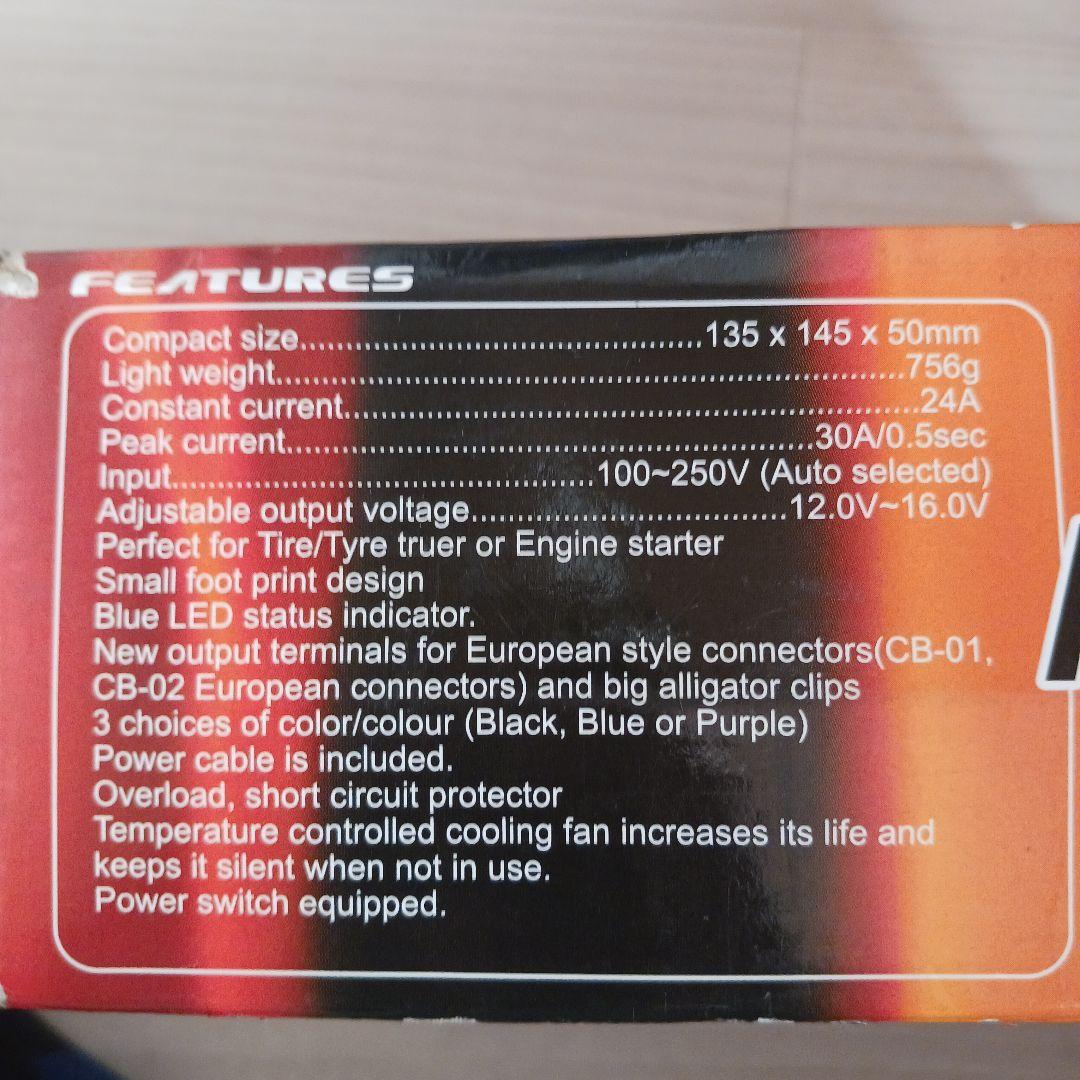 FEATURES
Compact size............................................135 x 145 x 50mm
Light weight....................................................................756g
Constant current..............................................................24A
Peak current.........................................................30A/0.5sec
Input.............................................100~250V (Auto selected)
Adjustable output voltage..................................12.0V~16.0V
Perfect for Tire/Tyre truer or Engine starter
Small foot print design
Blue LED status indicator.
New output terminals for European style connectors(CB-01,
CB-02 European connectors) and big alligator clips
3 choices of color/colour (Black, Blue or Purple)
Power cable is included.
Overload, short circuit protector
Temperature controlled cooling fan increases its life and
keeps it silent when not in use.
Power switch equipped.